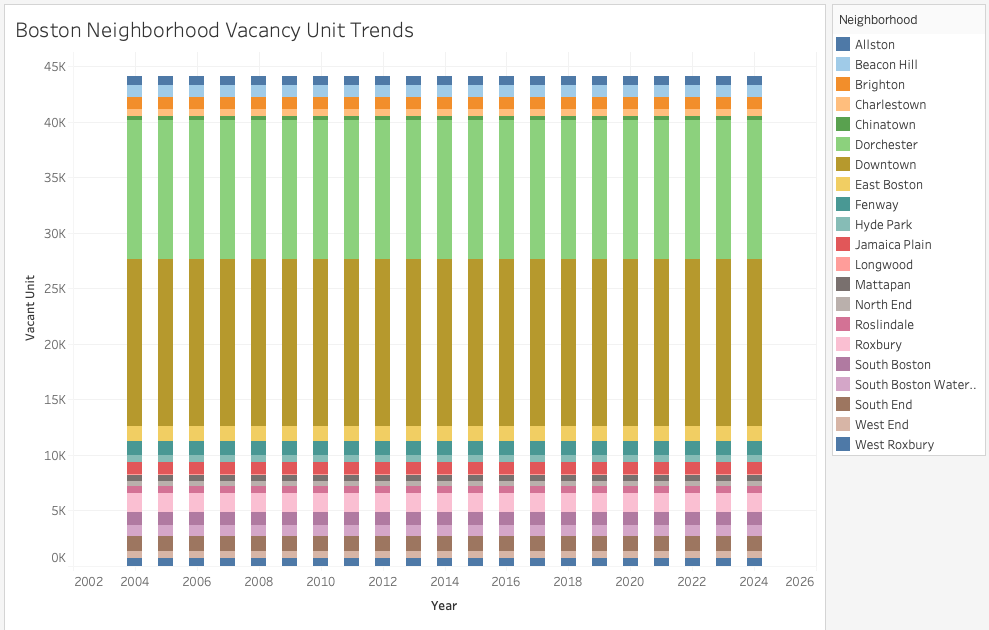 Boston Neighborhood Vacancy Unit Trends
45K
40K
35K
30K
25K
20K
15K
10K
5K
0K
Vacant Unit
2002 2004 2006 2008 2010 2012 2014 2016 2018 2020 2022 2024 2026
Year
Neighborhood
Allston
Beacon Hill
Brighton
Charlestown
Chinatown
Dorchester
Downtown
East Boston
Fenway
Hyde Park
Jamaica Plain
Longwood
Mattapan
North End
Roslindale
Roxbury
South Boston
South Boston Water..
South End
West End
West Roxbury